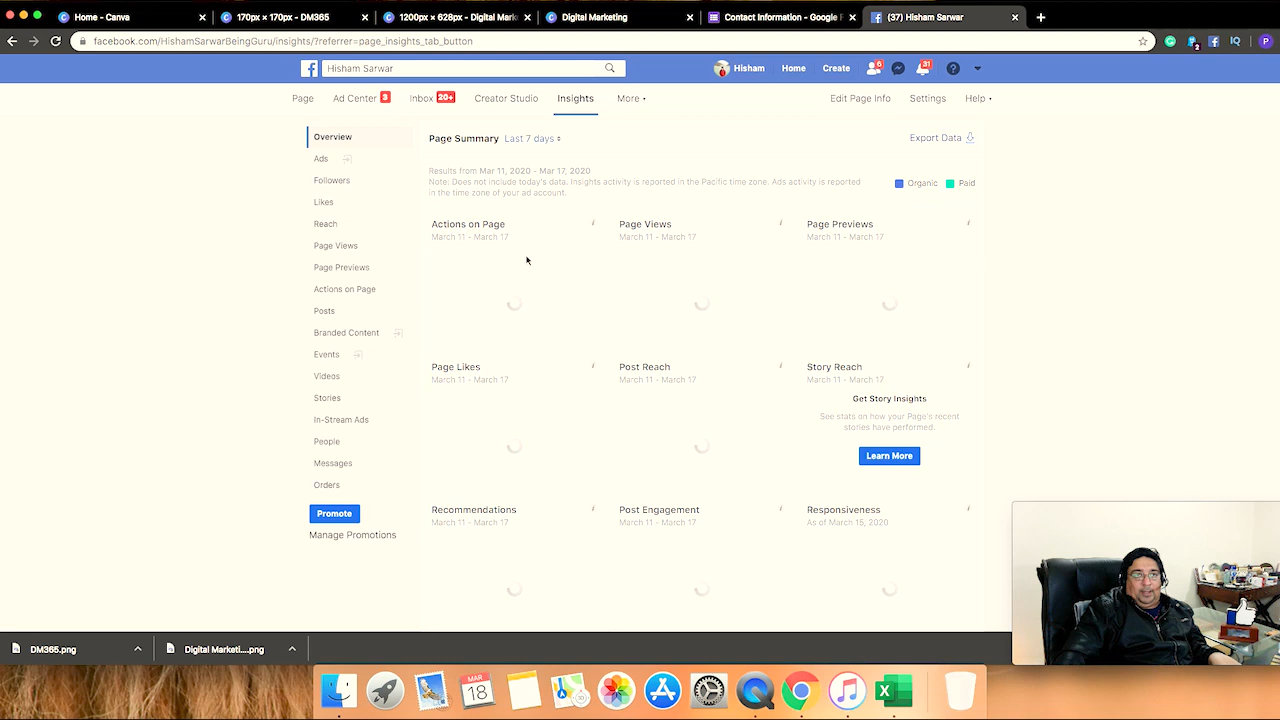 Home - Canva
170px × 170px - DM365
1200px × 628px - Digital Mark
Digital Marketing
Contact Information - Google F
(37) Hisham Sarwar
facebook.com/HishamSarwarBeingGuru/insights/?referrer=page_insights_tab_button
Hisham Sarwar
Hisham
Home
Create
6
31
Page
Ad Center 3
Inbox 20+
Creator Studio
Insights
More
Edit Page Info
Settings
Help
Overview
Ads
Followers
Likes
Reach
Page Views
Page Previews
Actions on Page
Posts
Branded Content
Events
Videos
Stories
In-Stream Ads
People
Messages
Orders
Promote
Manage Promotions
Page Summary Last 7 days
Export Data
Results from Mar 11, 2020 - Mar 17, 2020
Note: Does not include today's data. Insights activity is reported in the Pacific time zone. Ads activity is reported
in the time zone of your ad account.
Organic
Paid
Actions on Page
March 11 - March 17
Page Views
March 11 - March 17
Page Previews
March 11 - March 17
Page Likes
March 11 - March 17
Post Reach
March 11 - March 17
Story Reach
March 11 - March 17
Get Story Insights
See stats on how your Page's recent
stories have performed.
Learn More
Recommendations
March 11 - March 17
Post Engagement
March 11 - March 17
Responsiveness
As of March 15, 2020
DM365.png
Digital Marketi....png
MAR
18